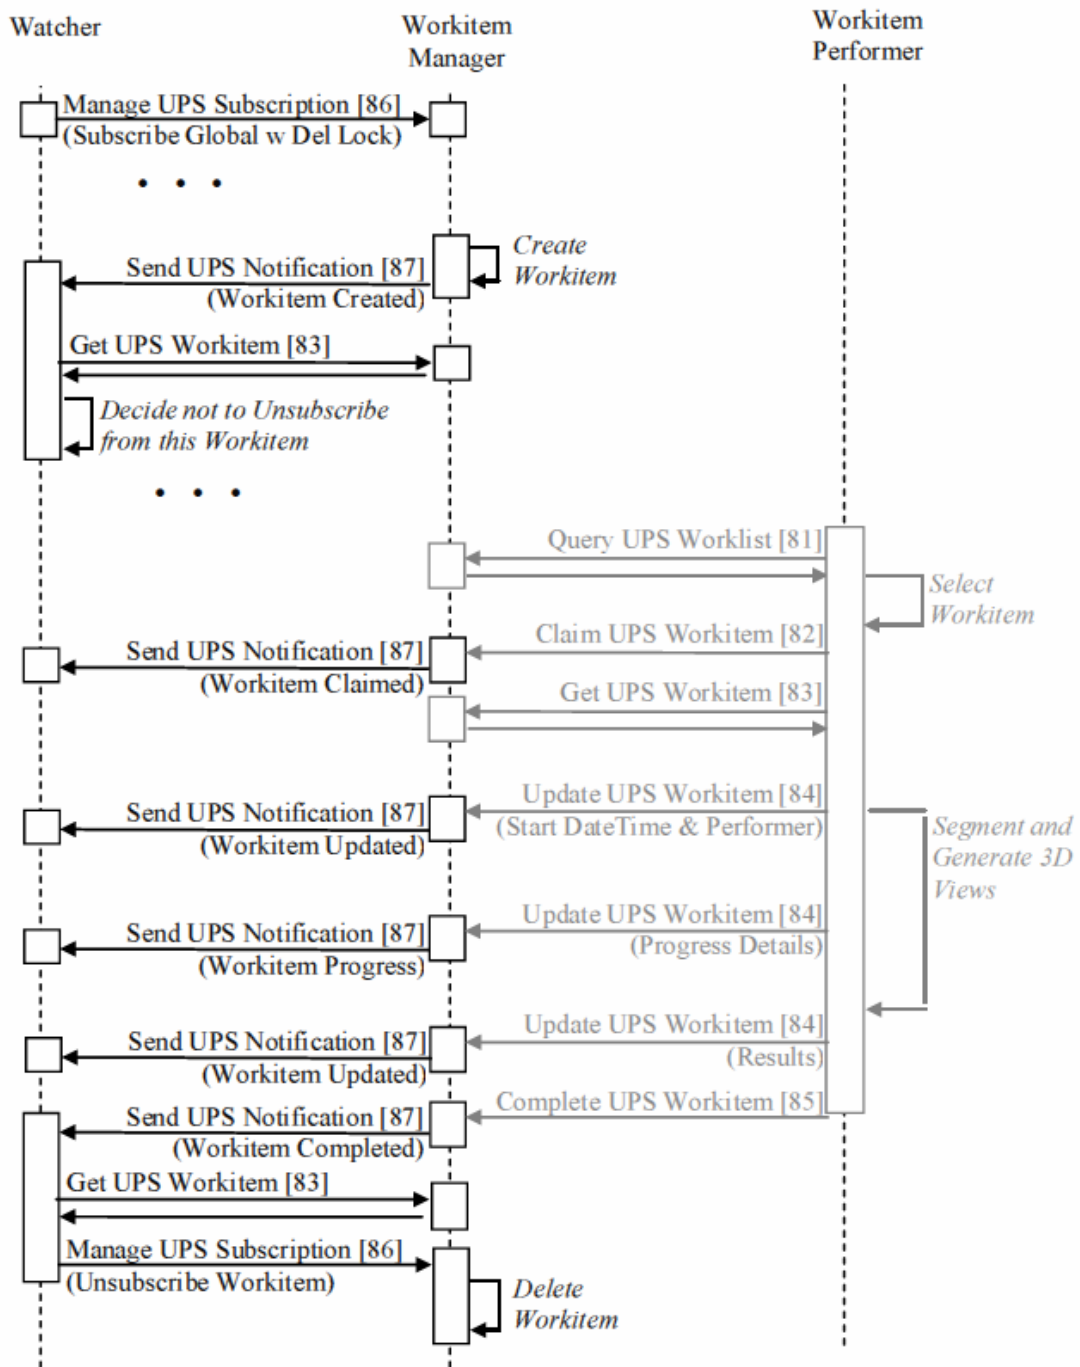 Watcher
Workitem
Manager
Workitem
Performer
Manage UPS Subscription [86]
(Subscribe Global w Del Lock)
Create
Workitem
Send UPS Notification [87]
(Workitem Created)
Get UPS Workitem [83]
Decide not to Unsubscribe
from this Workitem
Query UPS Worklist [81]
Select
Workitem
Claim UPS Workitem [82]
Send UPS Notification [87]
(Workitem Claimed)
Get UPS Workitem [83]
Update UPS Workitem [84]
(Start DateTime & Performer)
Send UPS Notification [87]
(Workitem Updated)
Segment and
Generate 3D
Views
Update UPS Workitem [84]
(Progress Details)
Send UPS Notification [87]
(Workitem Progress)
Update UPS Workitem [84]
(Results)
Send UPS Notification [87]
(Workitem Updated)
Complete UPS Workitem [85]
Send UPS Notification [87]
(Workitem Completed)
Get UPS Workitem [83]
Manage UPS Subscription [86]
(Unsubscribe Workitem)
Delete
Workitem